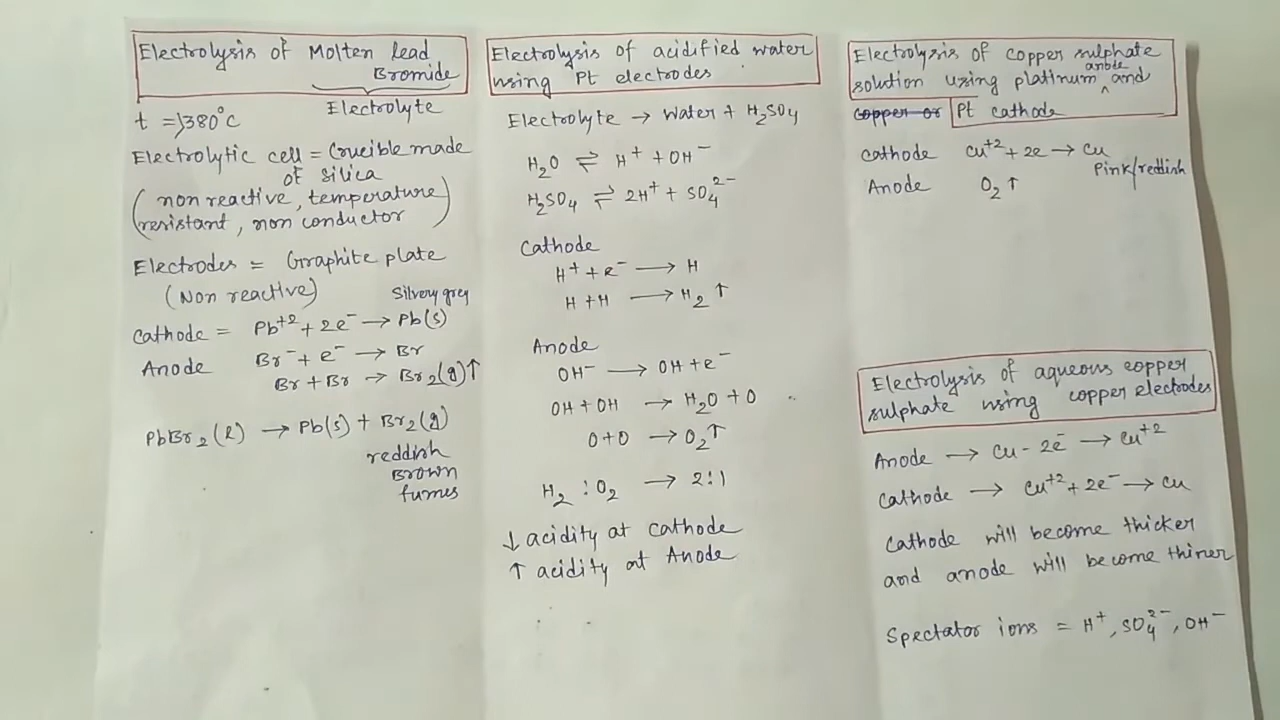 Electrolysis of Molten lead
Bromide
Electrolyte
t = >380°C
Electrolytic cell = Crucible made
of silica
(non reactive, temperature
resistant, non conductor)
Electrodes = Graphite plate
(Non reactive)
Silvery grey
Cathode = Pb⁺² + 2e⁻ → Pb(s)
Anode Br⁻ + e⁻ → Br
Br + Br → Br₂(g)↑
PbBr₂(l) → Pb(s) + Br₂(g)
reddish
Brown
fumes
Electrolysis of acidified water
using Pt electrodes
Electrolyte → Water + H₂SO₄
H₂O ⇌ H⁺ + OH⁻
H₂SO₄ ⇌ 2H⁺ + SO₄²⁻
Cathode
H⁺ + e⁻ → H
H + H → H₂↑
Anode
OH⁻ → OH + e⁻
OH + OH → H₂O + O
O + O → O₂↑
H₂ : O₂ → 2:1
↓ acidity at cathode
↑ acidity at Anode
Electrolysis of copper sulphate
solution using platinum anode and
copper or Pt cathode
Cathode Cu⁺² + 2e → Cu
Pink/reddish
Anode O₂↑
Electrolysis of aqueous copper
sulphate using copper electrodes
Anode → Cu - 2e⁻ → Cu⁺²
Cathode → Cu⁺² + 2e⁻ → Cu
Cathode will become thicker
and anode will become thiner
Spectator ions = H⁺, SO₄²⁻, OH⁻